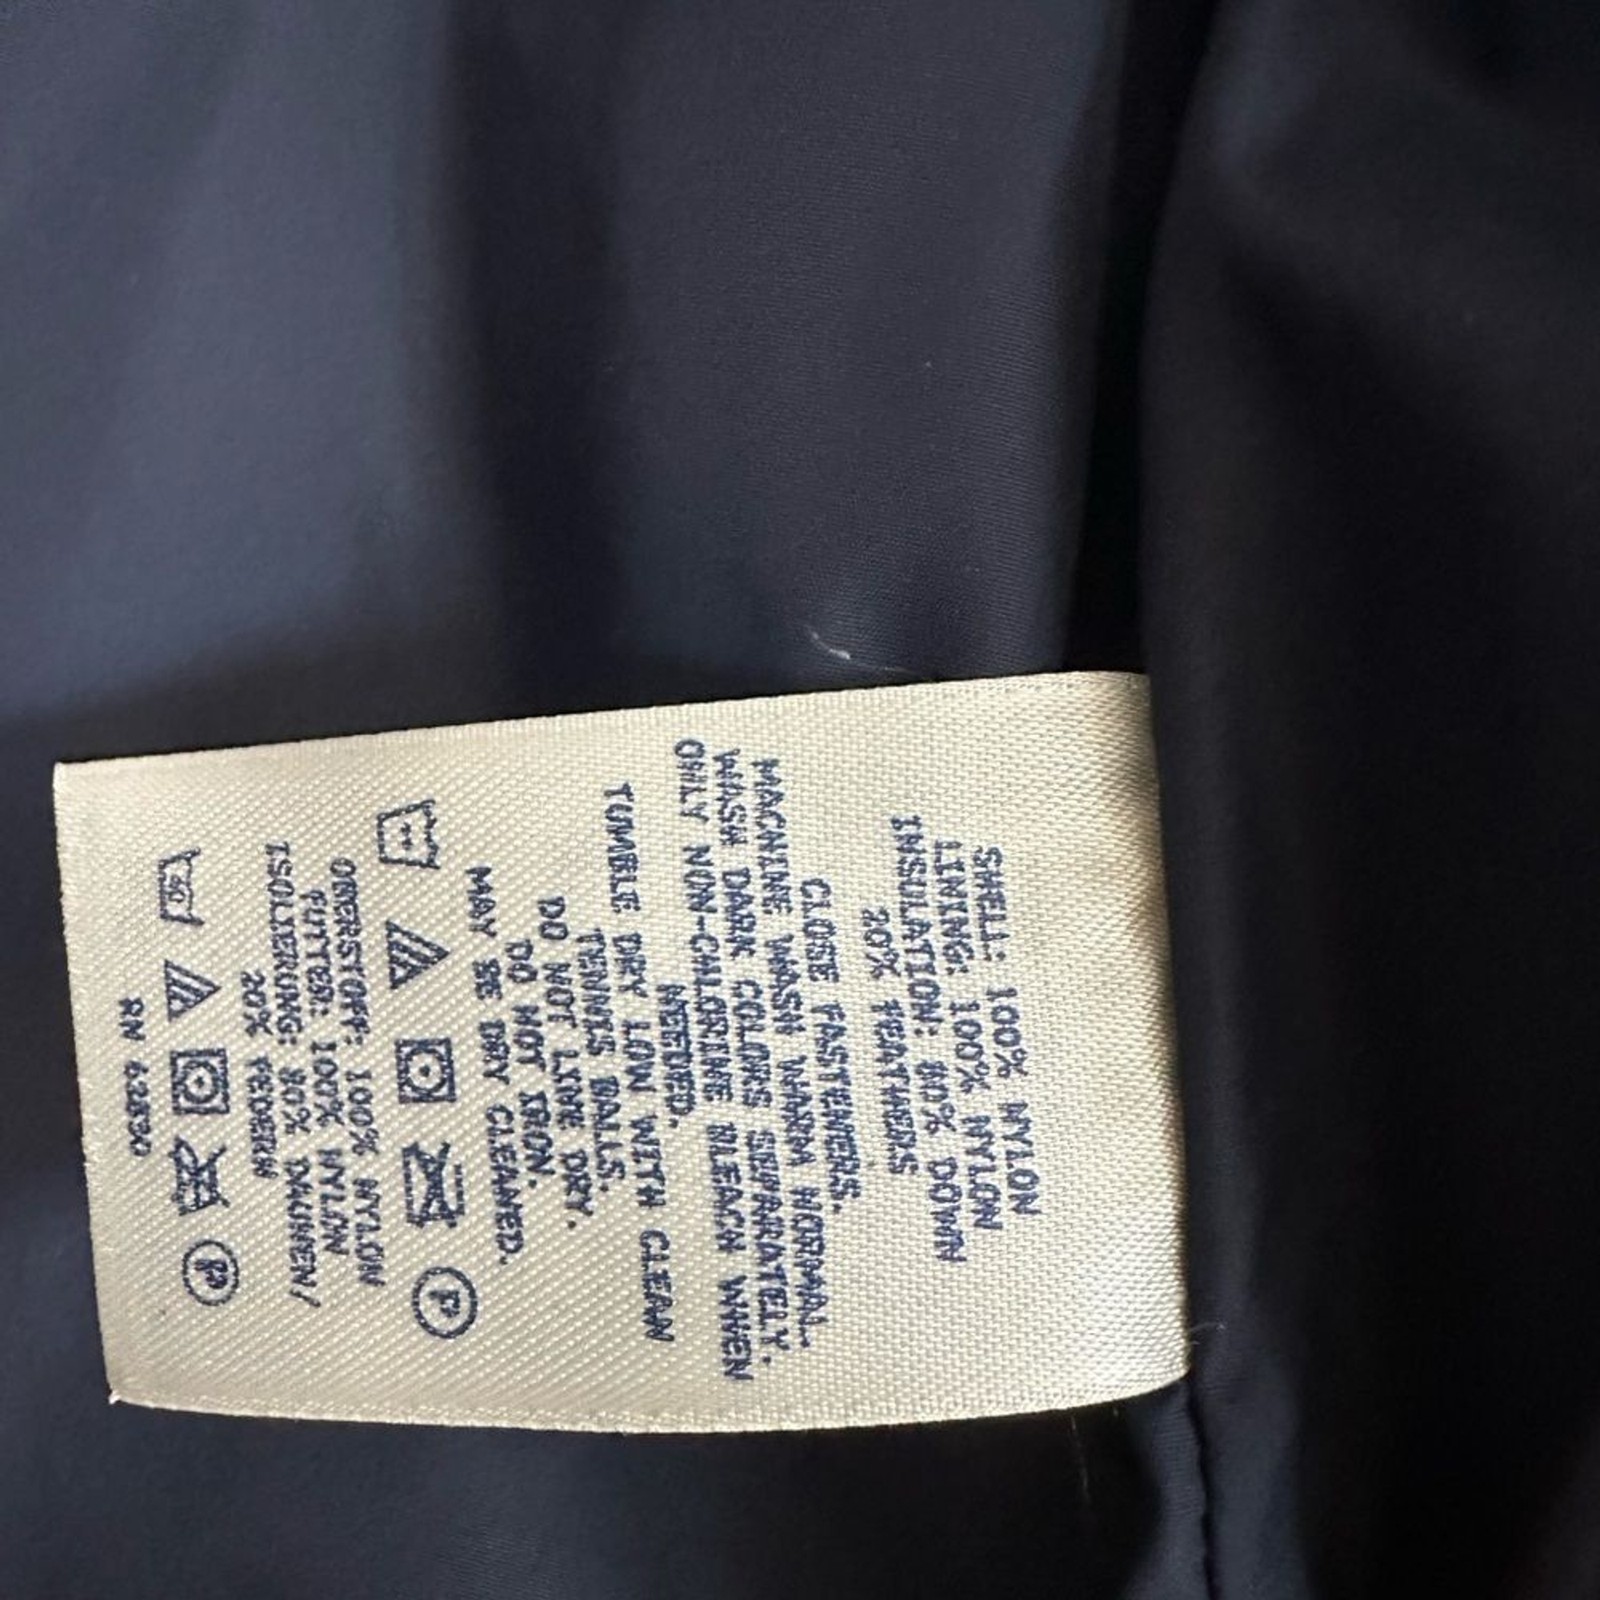 SHELL: 100% NYLON
LINING: 100% NYLON
INSULATION: 80% DOWN
20% FEATHERS
CLOSE FASTENERS.
MACHINE WASH WARM NORMAL.
WASH DARK COLORS SEPARATELY.
ONLY NON-CHLORINE BLEACH WHEN
NEEDED.
TUMBLE DRY LOW WITH CLEAN
TENNIS BALLS.
DO NOT LINE DRY.
DO NOT IRON.
MAY BE DRY CLEANED.
P
OBERSTOFF: 100% NYLON
FUTTER: 100% NYLON
ISOLIERUNG: 80% DAUNEN/
20% FEDERN
P
RN